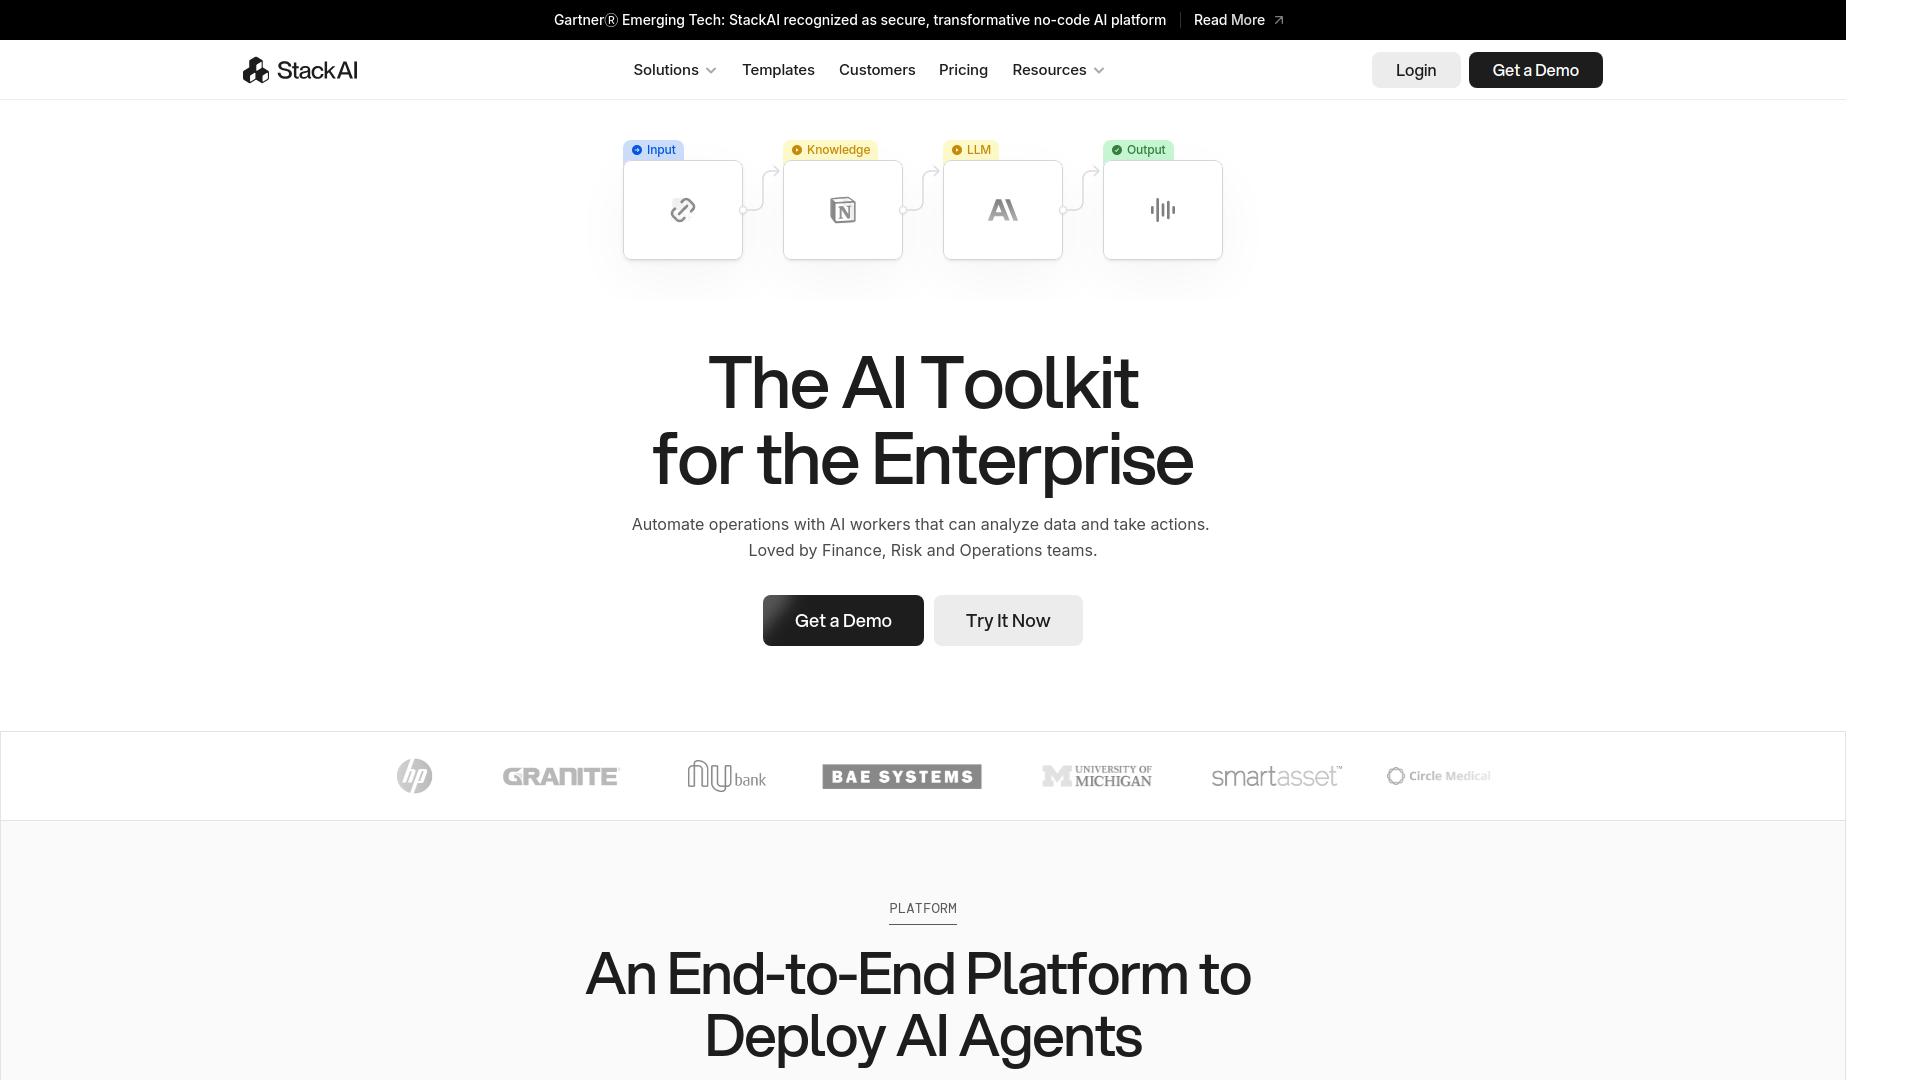 Gartner® Emerging Tech: StackAI recognized as secure, transformative no-code AI platform
Read More
StackAI
Solutions
Templates
Customers
Pricing
Resources
Login
Get a Demo
Input
Knowledge
LLM
Output
N
The AI Toolkit
for the Enterprise
Automate operations with AI workers that can analyze data and take actions.
Loved by Finance, Risk and Operations teams.
Get a Demo
Try It Now
hp
GRANITE
nu bank
BAE SYSTEMS
M UNIVERSITY OF
MICHIGAN
smartasset™
Circle Medical
PLATFORM
An End-to-End Platform to
Deploy AI Agents